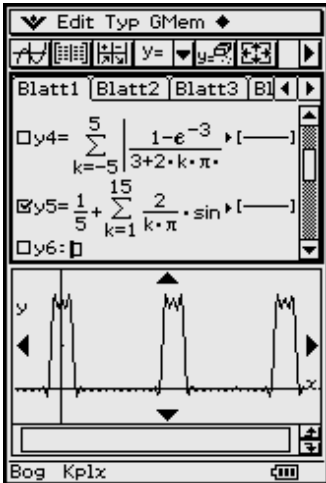 Edit Typ GMem
y= y=
Blatt1 Blatt2 Blatt3 Bl
y4= 5 ∑ k=-5 | 1-e^-3 / 3+2·k·π·
y5= 1/5 + 15 ∑ k=1 2/k·π · sin
y6:
y
x
Bog Kplx